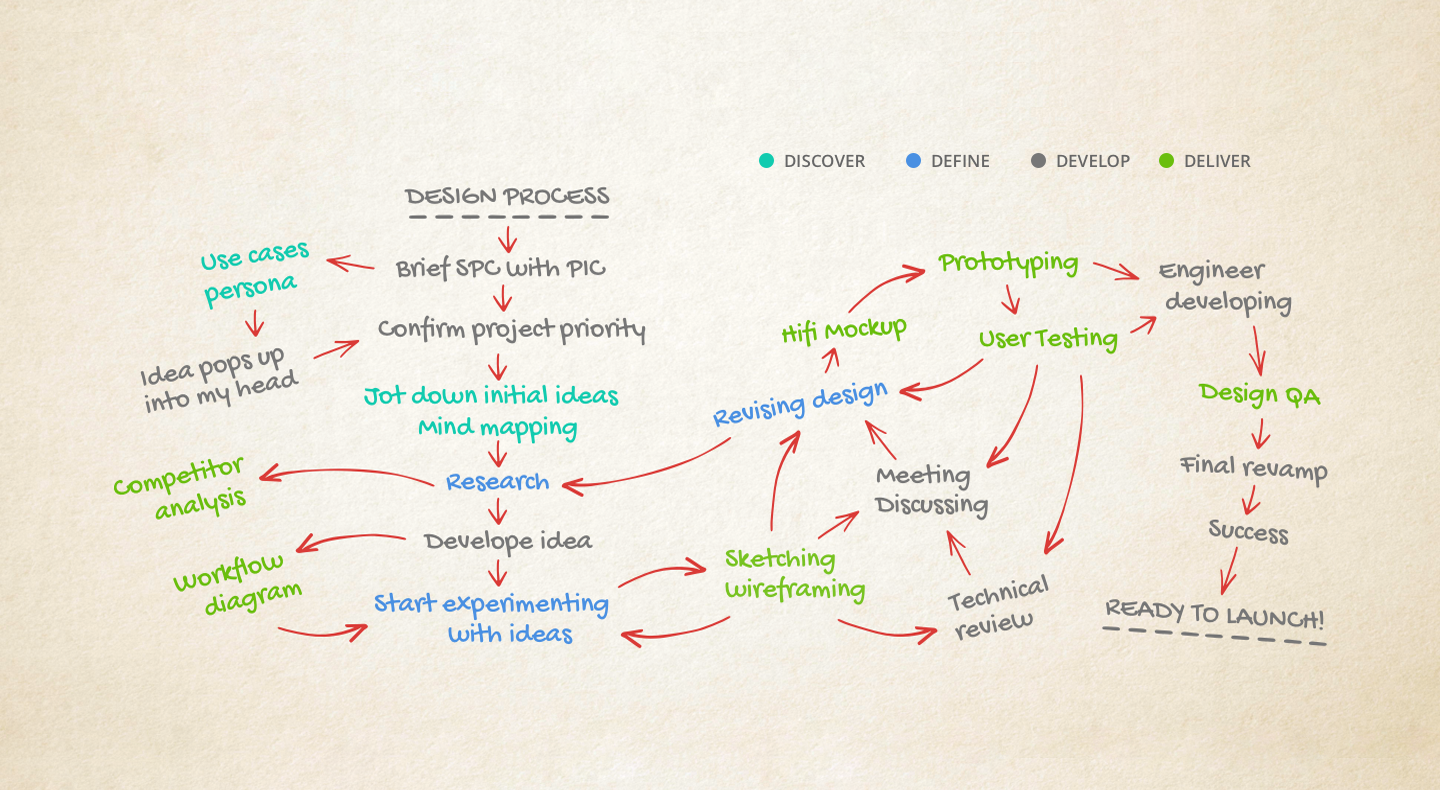 DISCOVER
DEFINE
DEVELOP
DELIVER
DESIGN PROCESS
Use cases
persona
Brief SPC with PIC
Idea pops up
into my head
Confirm project priority
Jot down initial ideas
Mind mapping
Competitor
analysis
Research
Workflow
diagram
Develope idea
Start experimenting
with ideas
Sketching
wireframing
Revising design
Hifi Mockup
Meeting
Discussing
Technical
review
Prototyping
User Testing
Engineer
developing
Design QA
Final revamp
Success
READY TO LAUNCH!